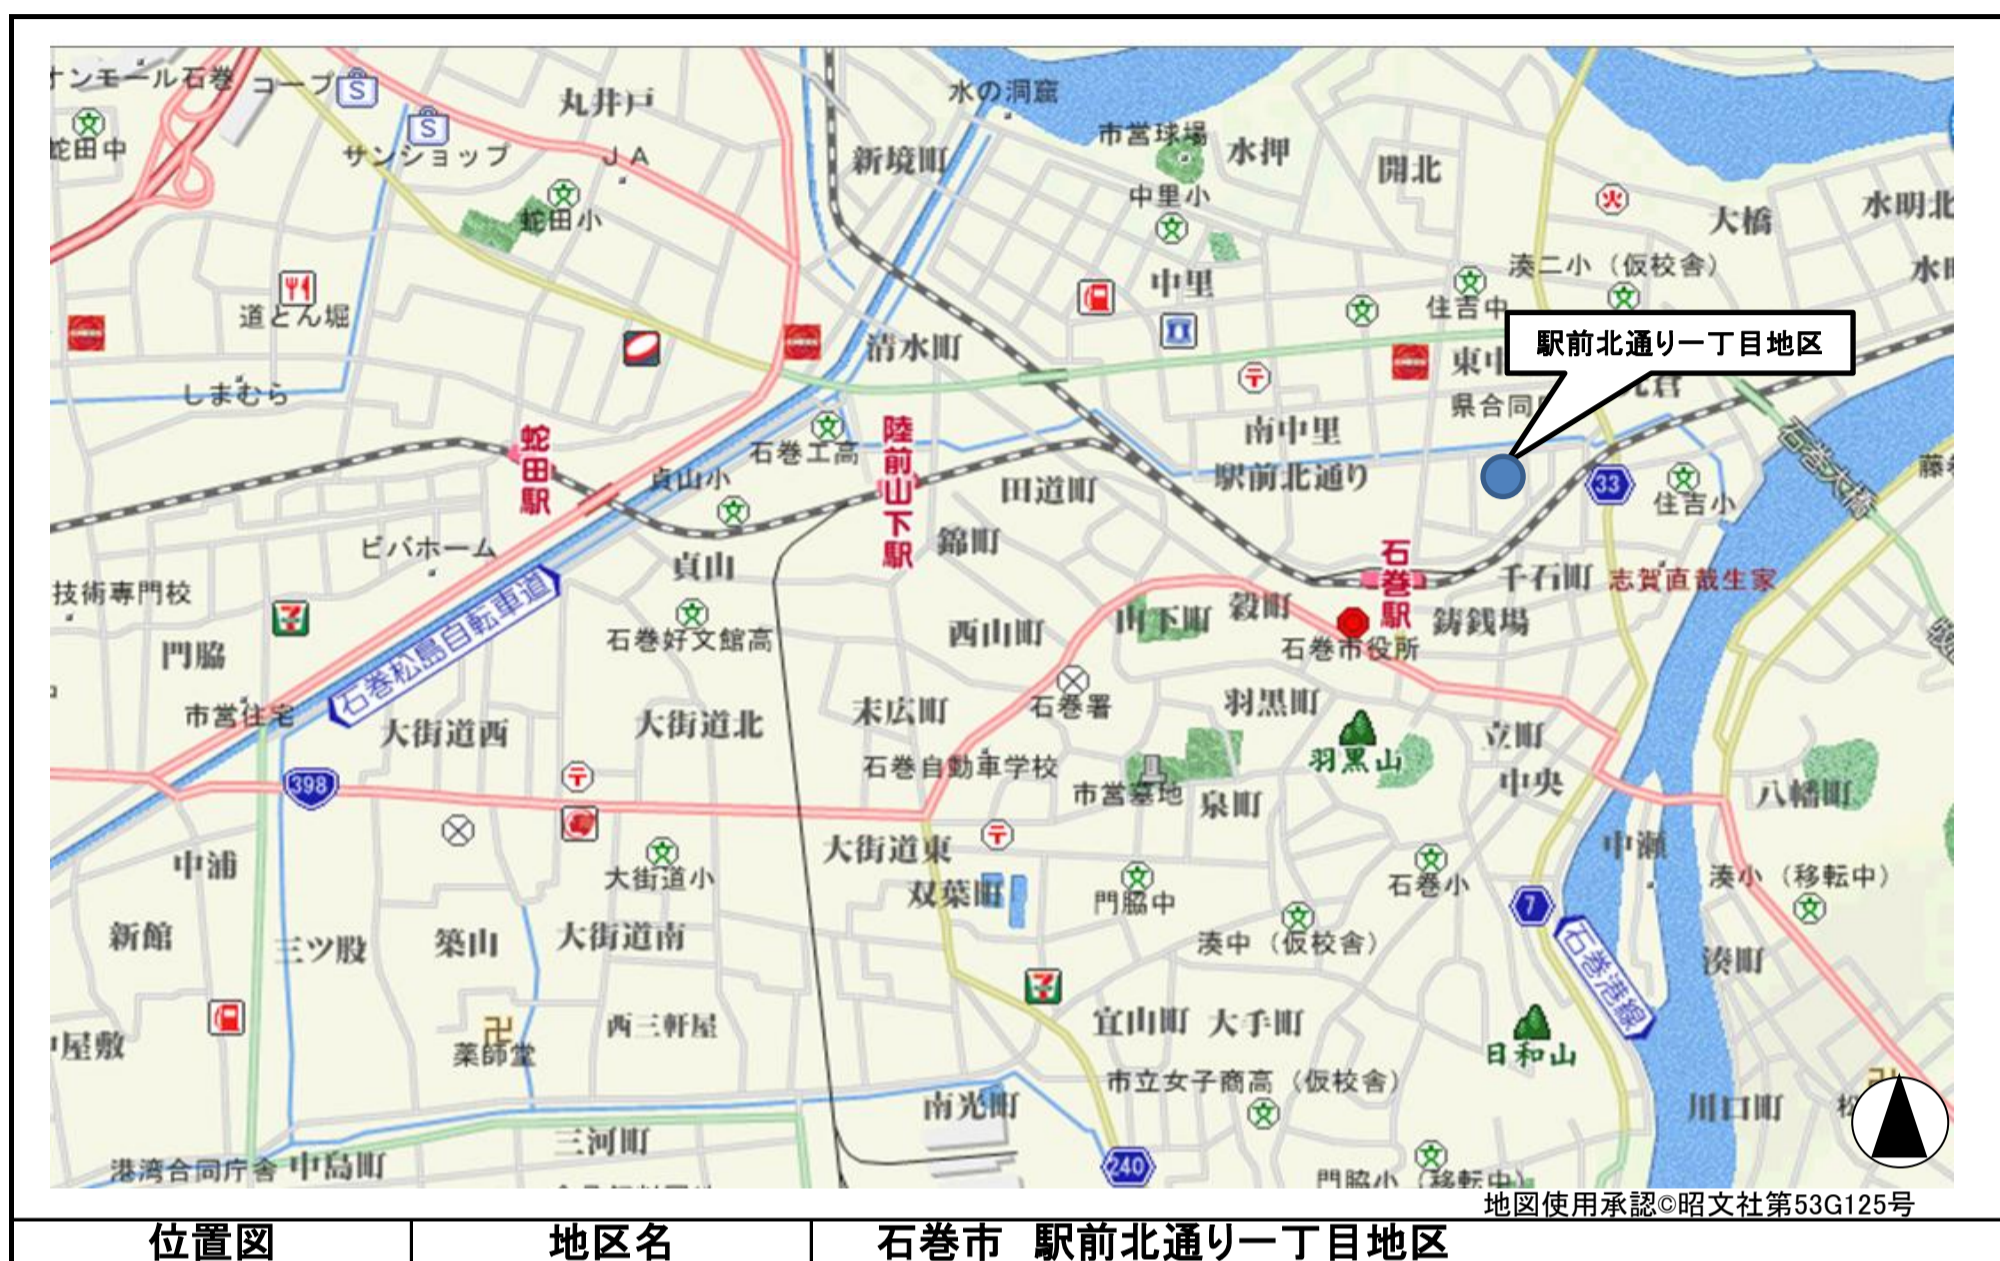 オンモール石巻
コープ
S
S
サンショップ
蛇田中
丸井戸
JA
蛇田小
水の洞窟
新境町
市営球場
水押
中里小
開北
大橋
水明北
湊二小（仮校舎）
住吉中
中里
道とん堀
清水町
しまむら
駅前北通り一丁目地区
東中
県合同
南中里
駅前北通り
石巻大橋
33
住吉小
蛇田駅
石巻工高
陸前山下駅
貞山小
田道町
錦町
ビバホーム
貞山
石巻駅
千石町
志賀直哉生家
技術専門校
門脇
石巻松島自転車道
石巻好文館高
西山町
山下町
穀町
鋳銭場
石巻市役所
市営住宅
大街道西
大街道北
末広町
石巻署
羽黒町
羽黒山
立町
中央
398
石巻自動車学校
市営墓地
泉町
八幡町
中浦
大街道小
大街道東
双葉町
門脇中
石巻小
中瀬
湊小（移転中）
新館
三ツ股
築山
大街道南
湊中（仮校舎）
7
石巻港線
湊町
屋敷
薬師堂
西三軒屋
宜山町
大手町
日和山
市立女子商高（仮校舎）
南光町
川口町
港湾合同庁舎
中島町
三河町
240
門脇小（移転中）
地図使用承認©昭文社第53G125号
位置図
地区名
石巻市　駅前北通り一丁目地区